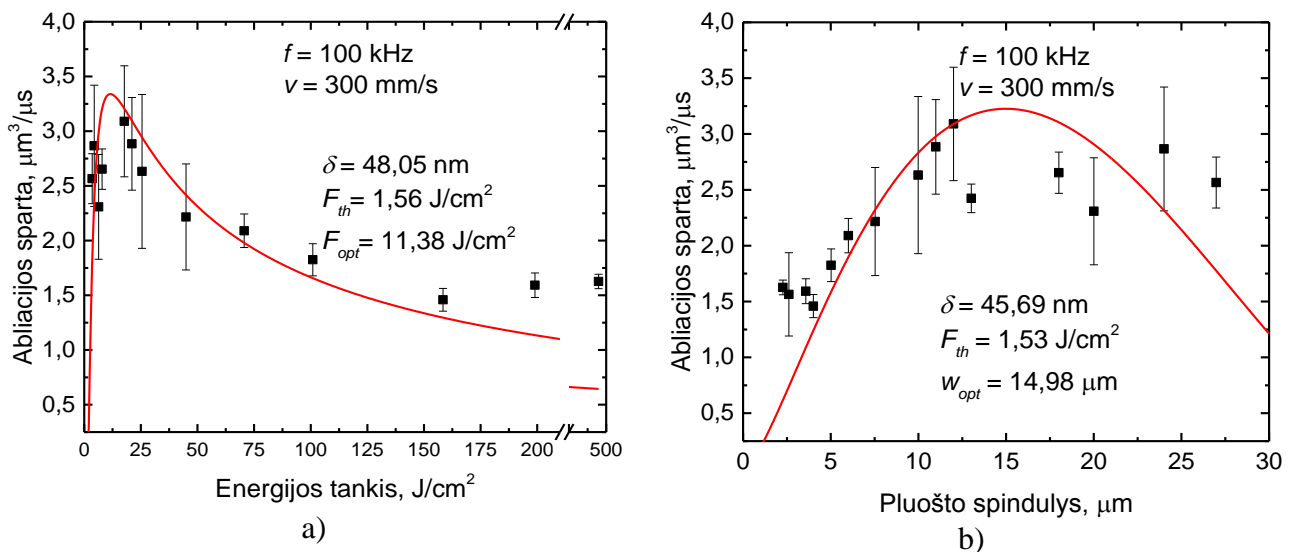 4,0
3,5
3,0
2,5
2,0
1,5
1,0
0,5
Abliacijos sparta, μm³/μs
f = 100 kHz
v = 300 mm/s
δ = 48,05 nm
F_th = 1,56 J/cm²
F_opt = 11,38 J/cm²
0 25 50 75 100 125 150 175 200 500
Energijos tankis, J/cm²
a)
4,0
3,5
3,0
2,5
2,0
1,5
1,0
0,5
Abliacijos sparta, μm³/μs
f = 100 kHz
v = 300 mm/s
δ = 45,69 nm
F_th = 1,53 J/cm²
w_opt = 14,98 μm
0 5 10 15 20 25 30
Pluošto spindulys, μm
b)